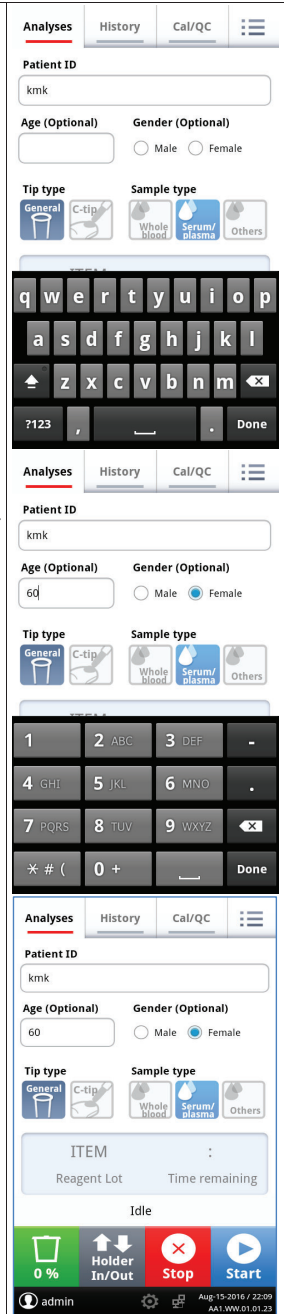 Analyses History Cal/QC
Patient ID
kmk
Age (Optional) Gender (Optional)
Male Female
Tip type Sample type
General C-tip Whole blood Serum/plasma Others
ITEM
q w e r t y u i o p
a s d f g h j k l
z x c v b n m
?123 , . Done
Analyses History Cal/QC
Patient ID
kmk
Age (Optional) Gender (Optional)
60 Male Female
Tip type Sample type
General C-tip Whole blood Serum/plasma Others
ITEM
1 2 ABC 3 DEF -
4 GHI 5 JKL 6 MNO .
7 PQRS 8 TUV 9 WXYZ
* # ( 0 + Done
Analyses History Cal/QC
Patient ID
kmk
Age (Optional) Gender (Optional)
60 Male Female
Tip type Sample type
General C-tip Whole blood Serum/plasma Others
ITEM :
Reagent Lot Time remaining
Idle
0 % Holder In/Out Stop Start
admin Aug-15-2016 / 22:09
AA1.WW.01.01.23